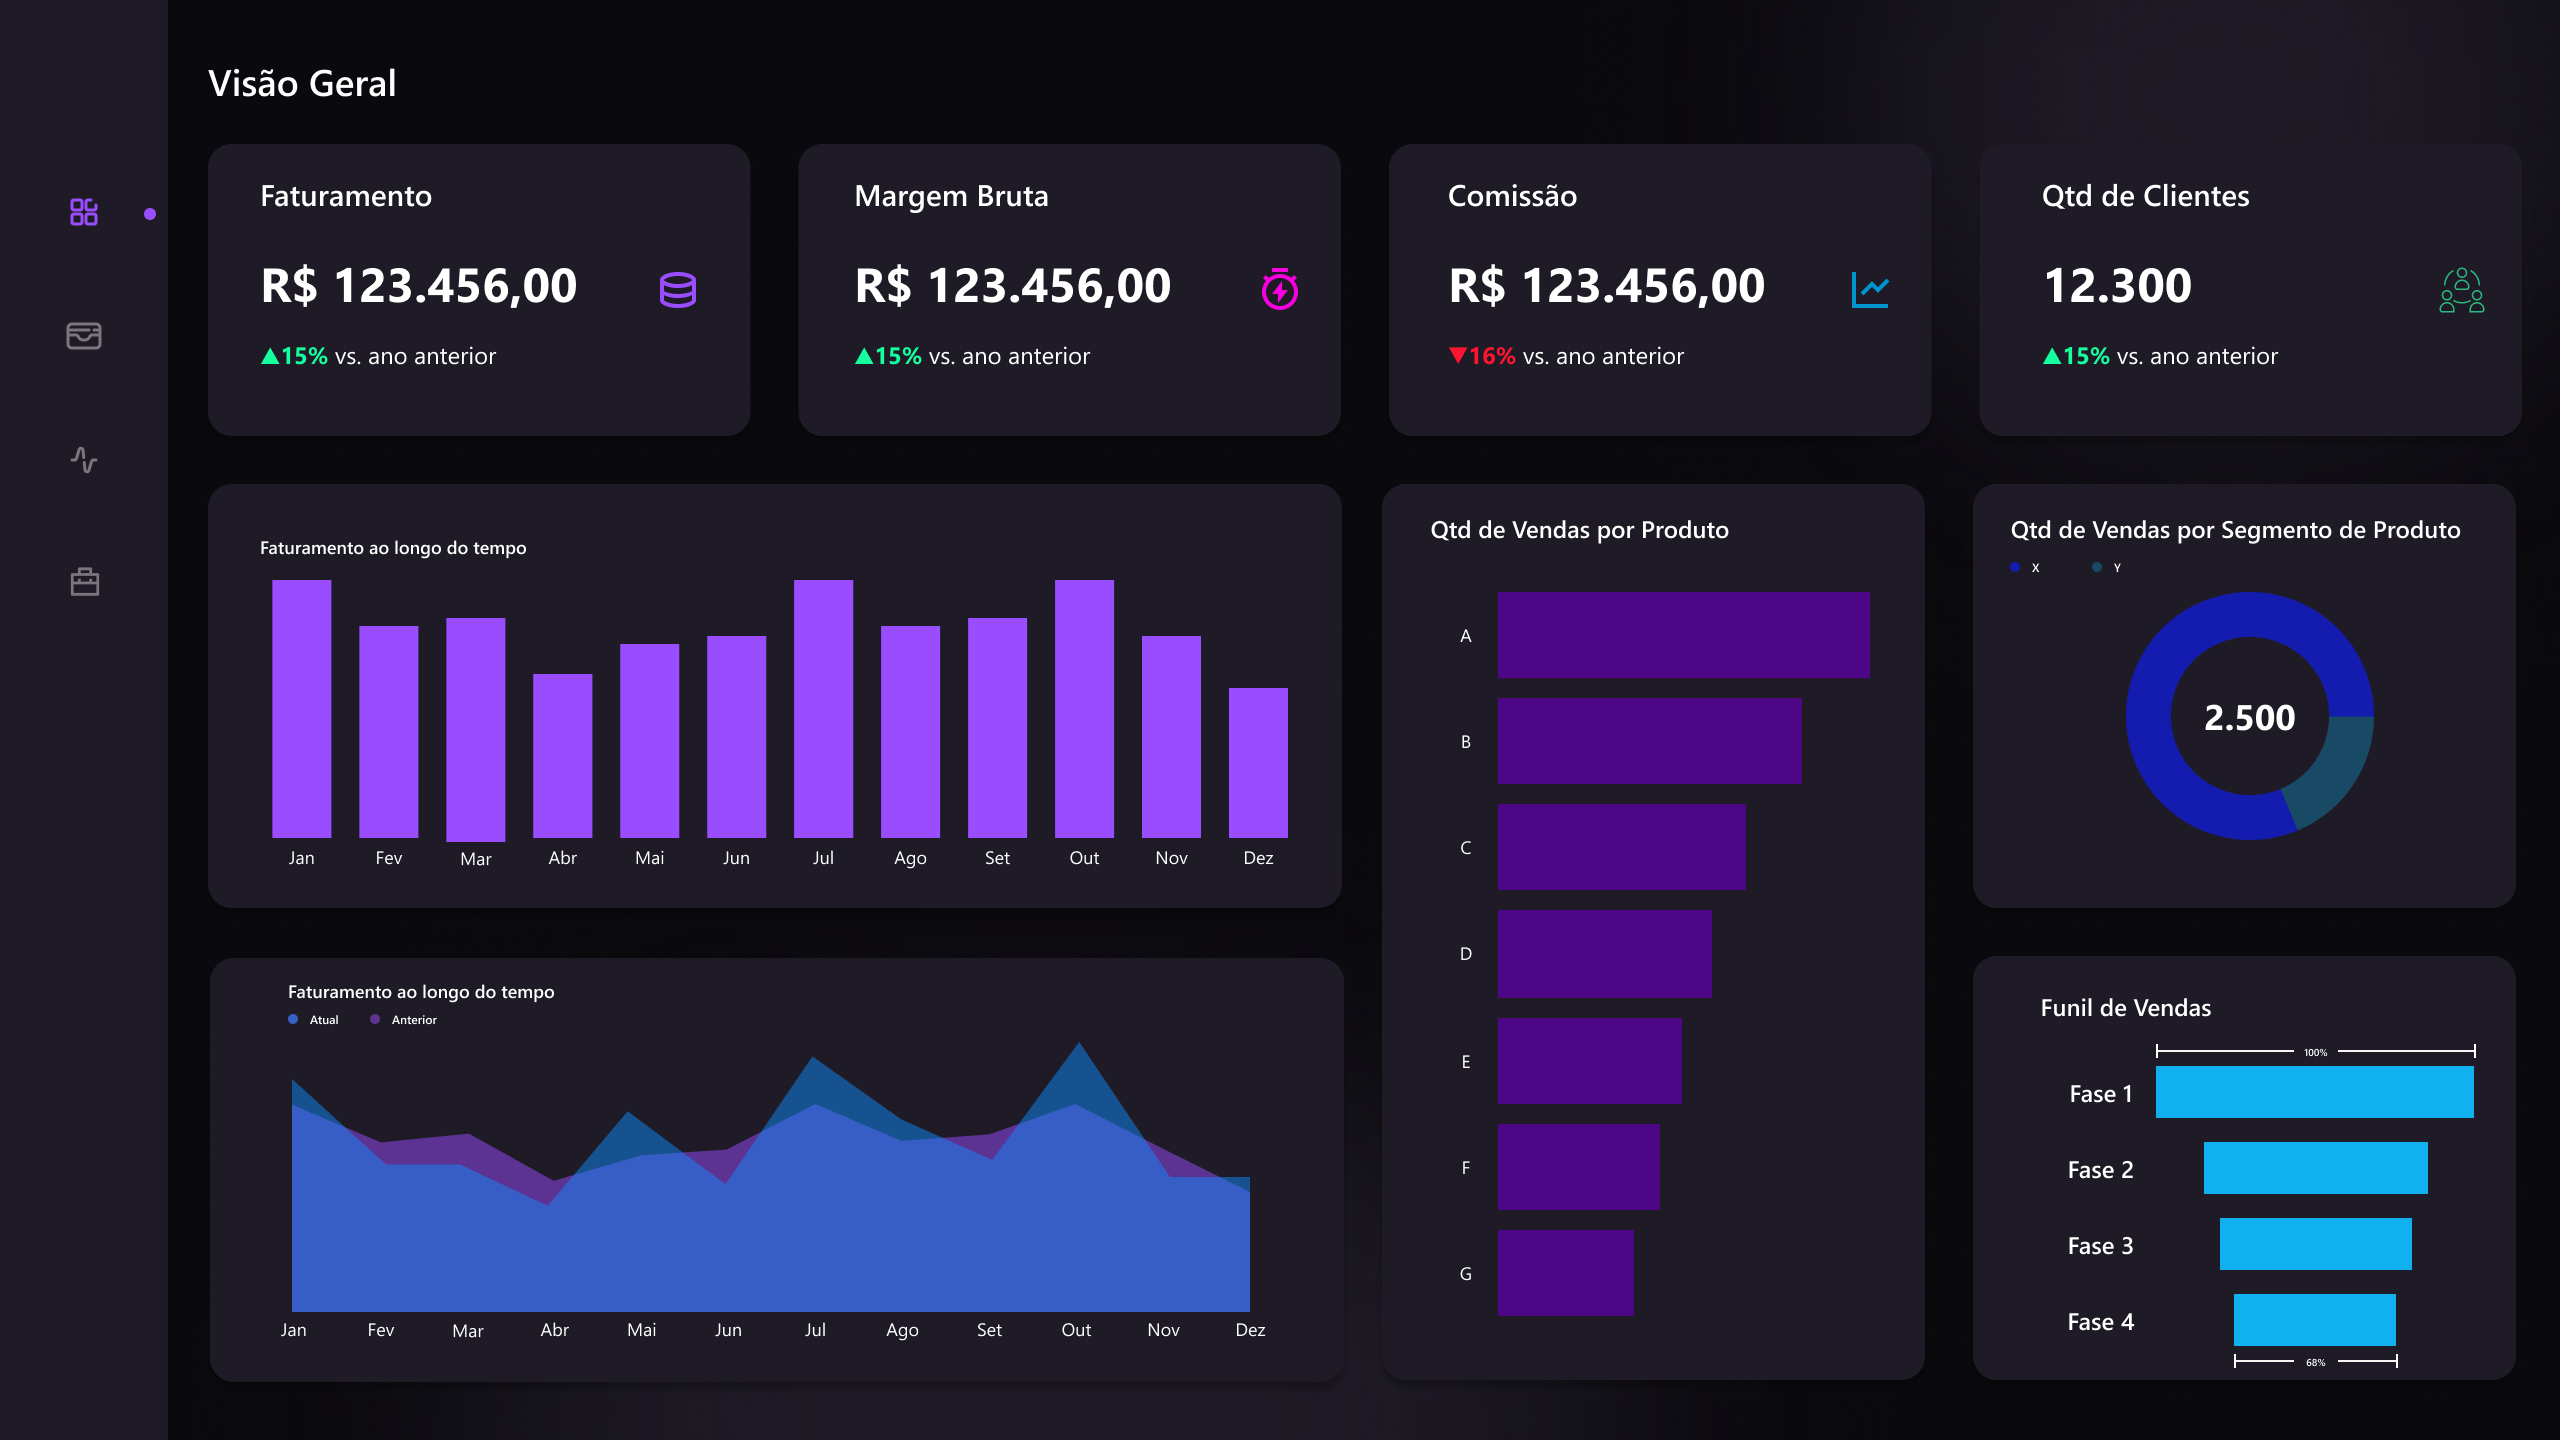 Visão Geral
Faturamento
R$ 123.456,00
▲15% vs. ano anterior
Margem Bruta
R$ 123.456,00
▲15% vs. ano anterior
Comissão
R$ 123.456,00
▼16% vs. ano anterior
Qtd de Clientes
12.300
▲15% vs. ano anterior
Faturamento ao longo do tempo
Jan Fev Mar Abr Mai Jun Jul Ago Set Out Nov Dez
Faturamento ao longo do tempo
Atual Anterior
Jan Fev Mar Abr Mai Jun Jul Ago Set Out Nov Dez
Qtd de Vendas por Produto
A
B
C
D
E
F
G
Qtd de Vendas por Segmento de Produto
X Y
2.500
Funil de Vendas
100%
Fase 1
Fase 2
Fase 3
Fase 4
68%